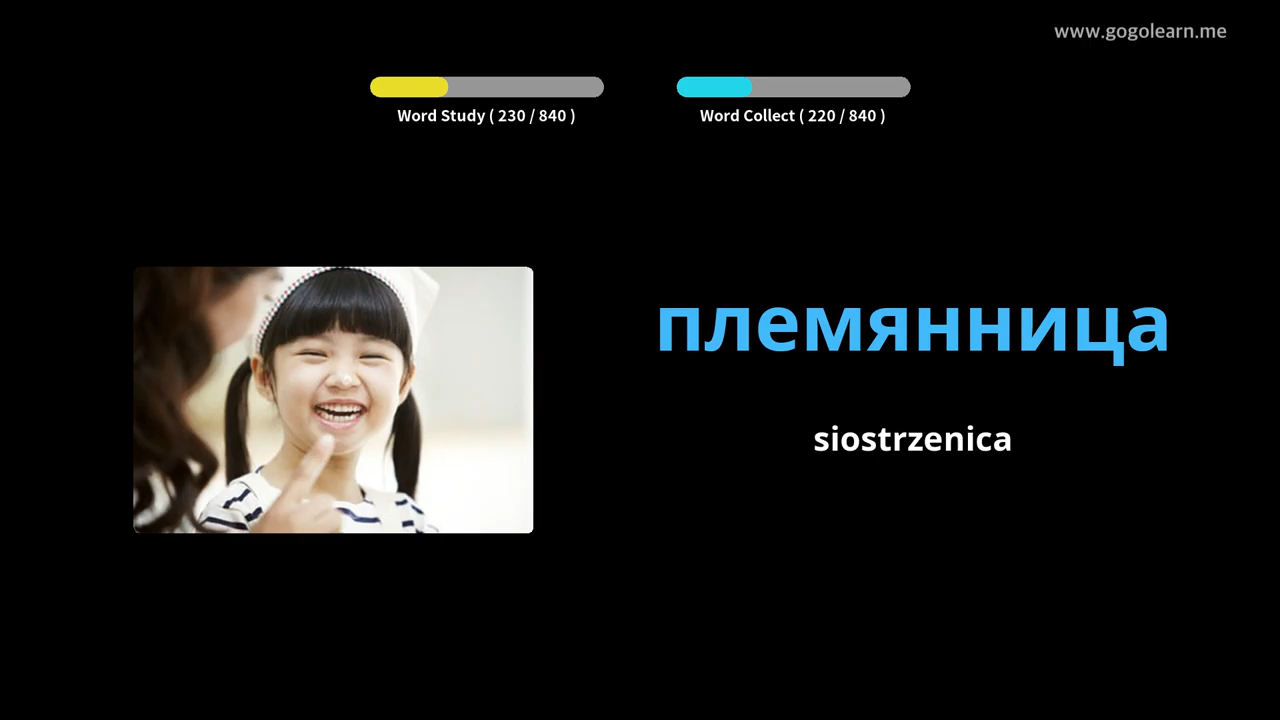 www.gogolearn.me
Word Study ( 230 / 840 )
Word Collect ( 220 / 840 )
племянница
siostrzenica